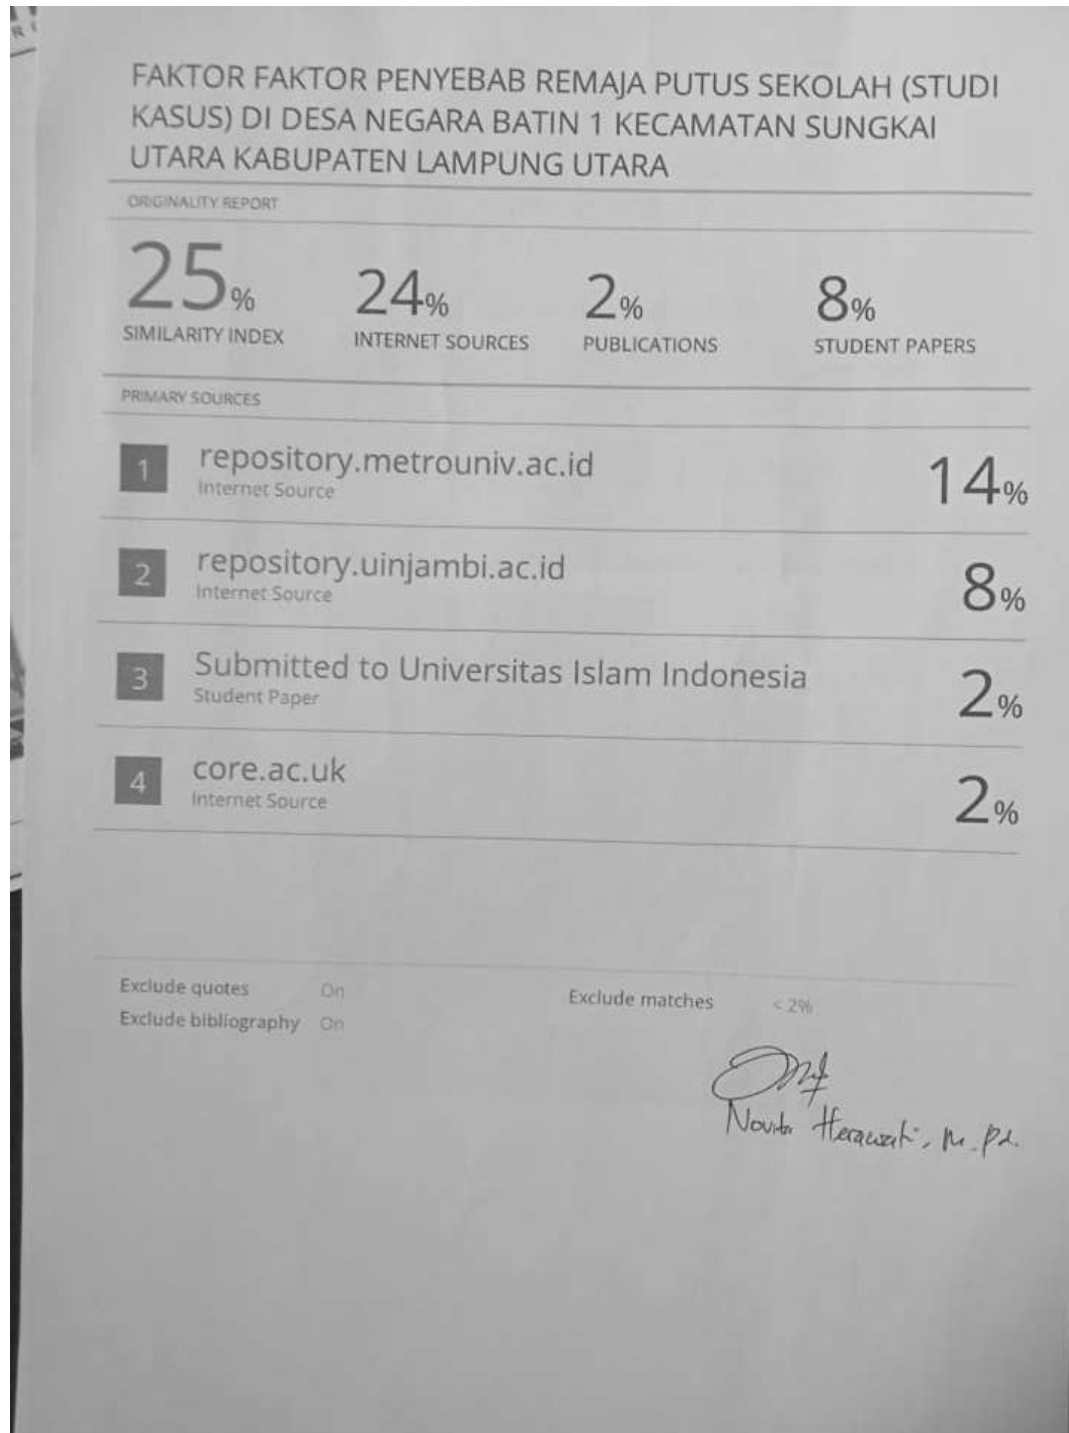 FAKTOR FAKTOR PENYEBAB REMAJA PUTUS SEKOLAH (STUDI
KASUS) DI DESA NEGARA BATIN 1 KECAMATAN SUNGKAI
UTARA KABUPATEN LAMPUNG UTARA
ORIGINALITY REPORT
25% 24% 2% 8%
SIMILARITY INDEX INTERNET SOURCES PUBLICATIONS STUDENT PAPERS
PRIMARY SOURCES
1 repository.metrouniv.ac.id 14%
Internet Source
2 repository.uinjambi.ac.id 8%
Internet Source
3 Submitted to Universitas Islam Indonesia 2%
Student Paper
4 core.ac.uk 2%
Internet Source
Exclude quotes On Exclude matches < 2%
Exclude bibliography On
Novita Herawati, M.Pd.